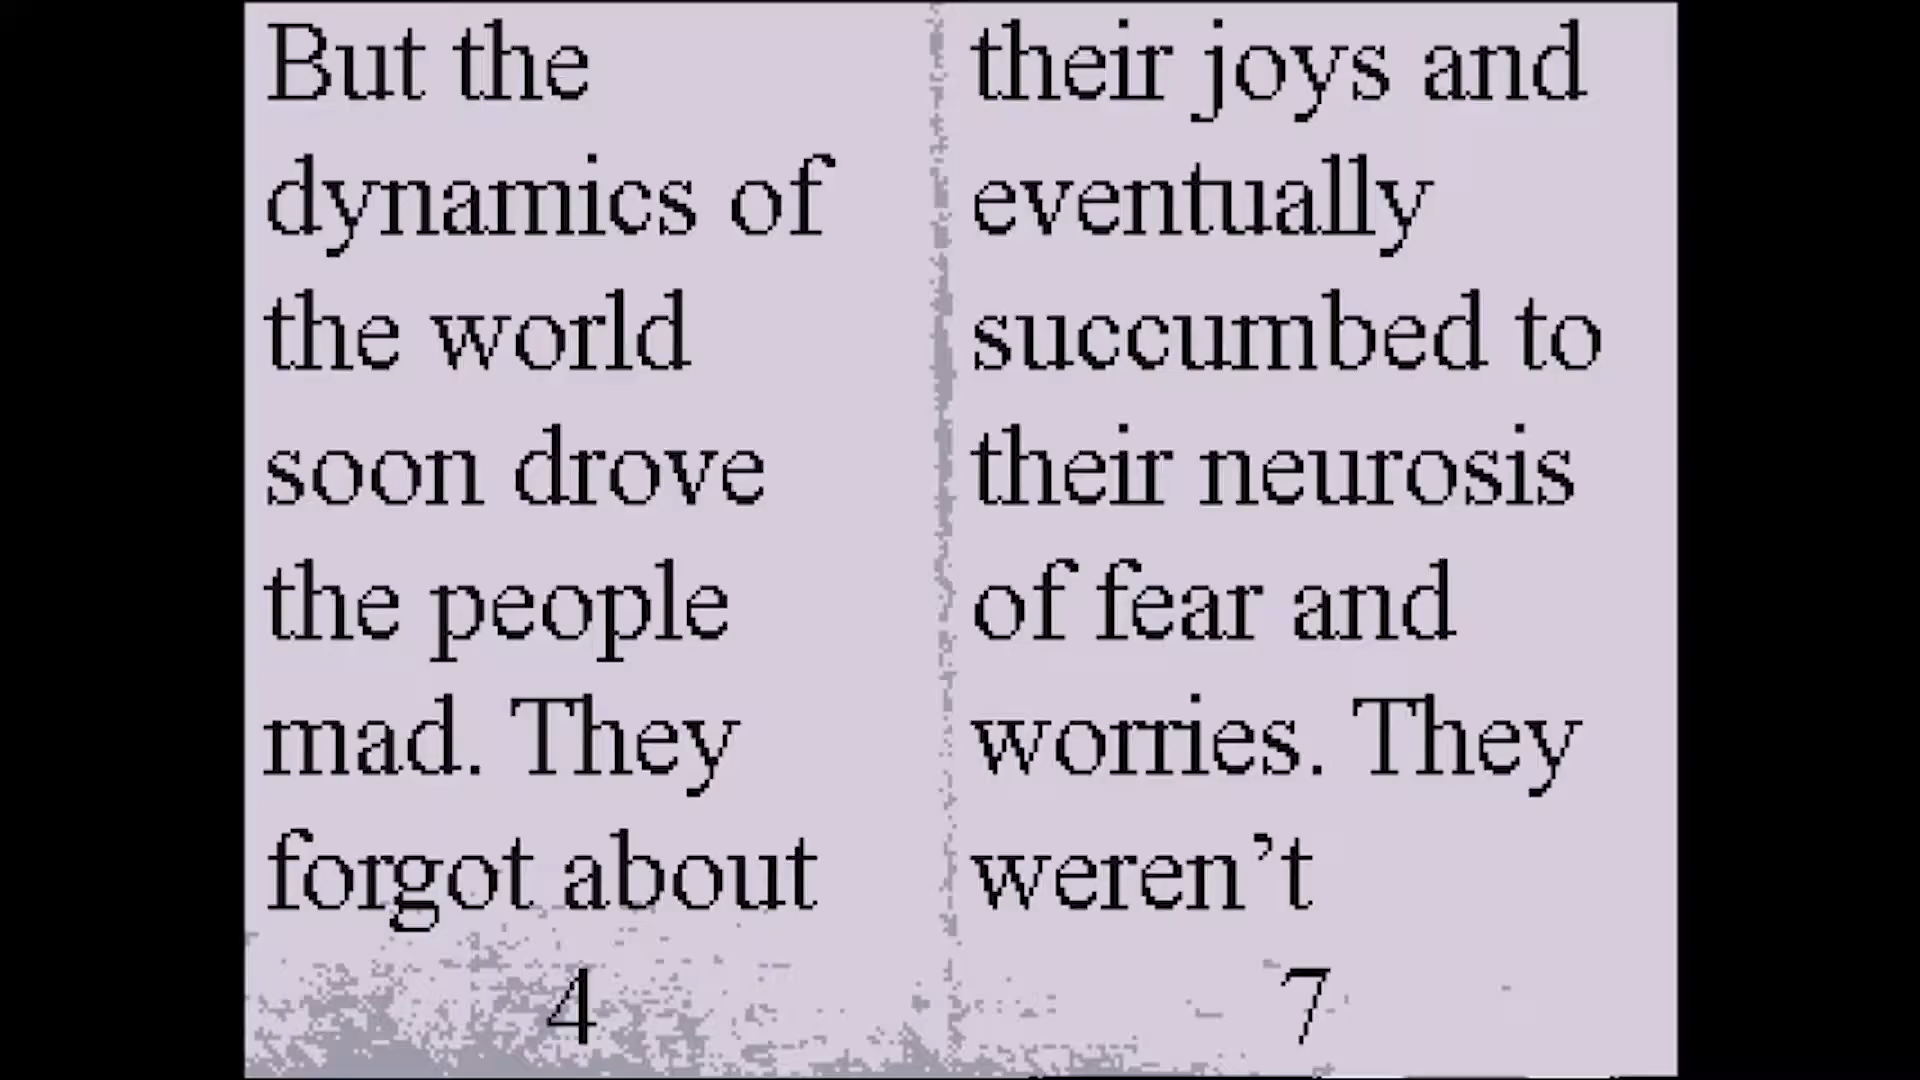 But the
dynamics of
the world
soon drove
the people
mad. They
forgot about
4
their joys and
eventually
succumbed to
their neurosis
of fear and
worries. They
weren’t
7